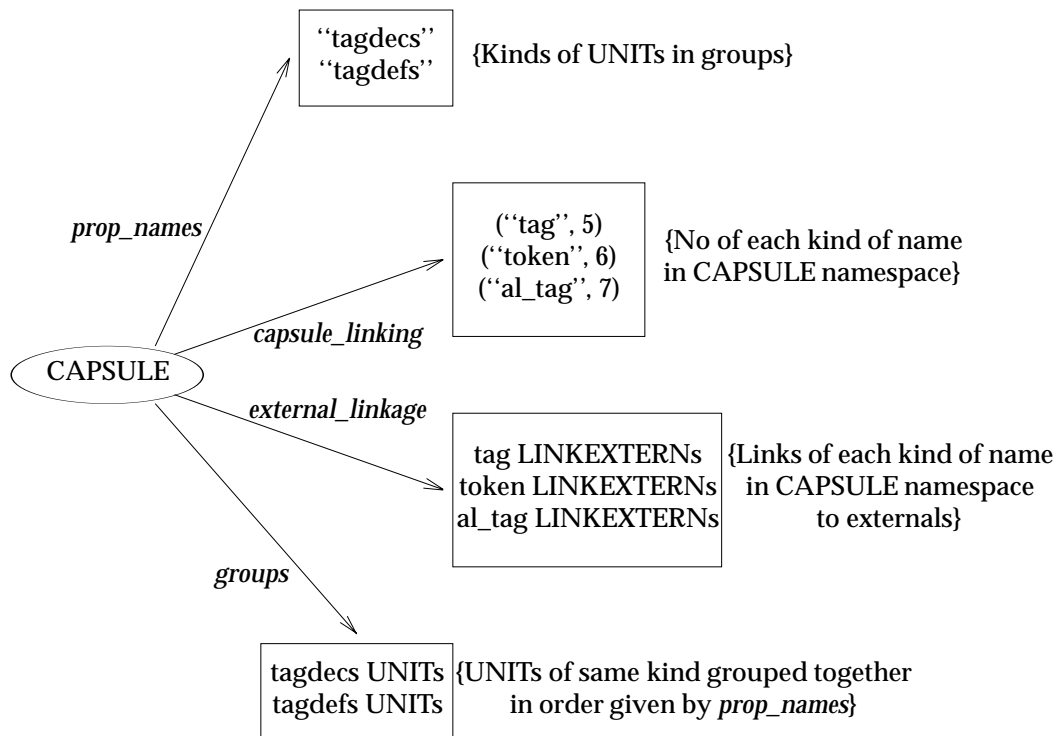 ‘‘tagdecs’’
‘‘tagdefs’’
{Kinds of UNITs in groups}
prop_names
(‘‘tag’’, 5)
(‘‘token’’, 6)
(‘‘al_tag’’, 7)
{No of each kind of name
in CAPSULE namespace}
capsule_linking
CAPSULE
external_linkage
tag LINKEXTERNs
token LINKEXTERNs
al_tag LINKEXTERNs
{Links of each kind of name
in CAPSULE namespace
to externals}
groups
tagdecs UNITs
tagdefs UNITs
{UNITs of same kind grouped together
in order given by prop_names}